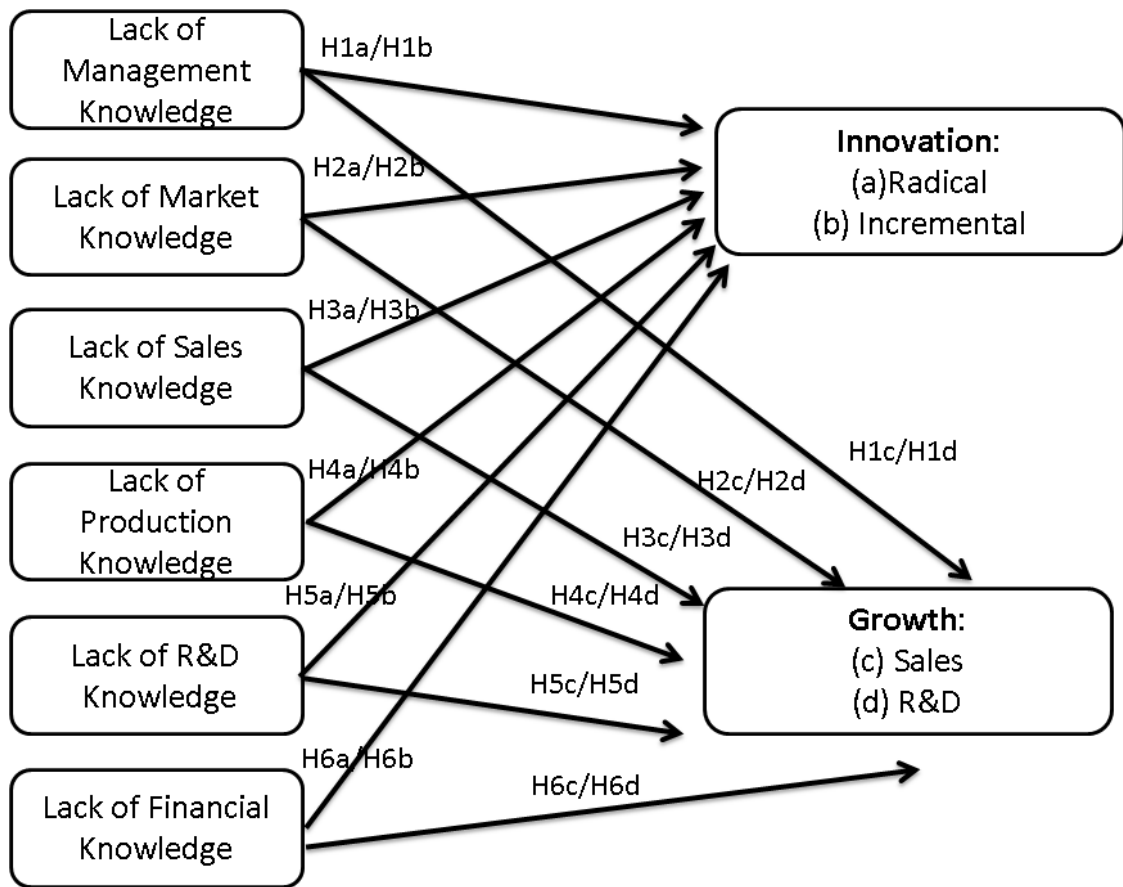 Lack of
Management
Knowledge
H1a/H1b
Innovation:
(a)Radical
(b) Incremental
Lack of Market
Knowledge
H2a/H2b
Lack of Sales
Knowledge
H3a/H3b
Lack of
Production
Knowledge
H4a/H4b
H1c/H1d
H2c/H2d
H3c/H3d
H4c/H4d
Lack of R&D
Knowledge
H5a/H5b
H5c/H5d
Growth:
(c) Sales
(d) R&D
Lack of Financial
Knowledge
H6a/H6b
H6c/H6d